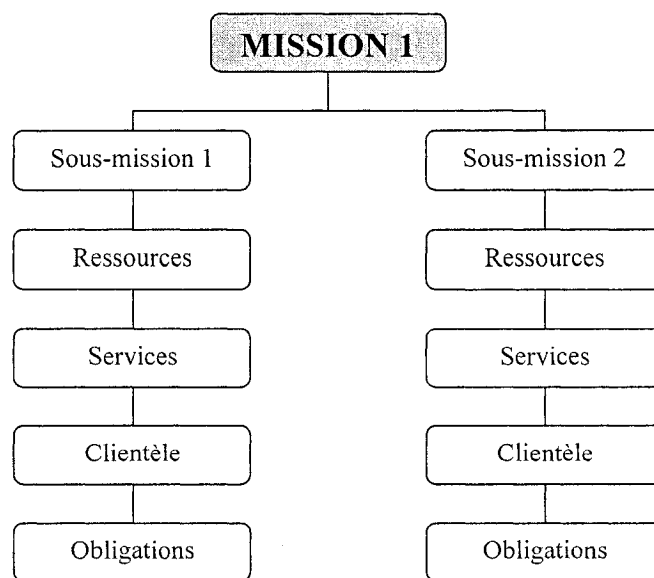 MISSION 1
Sous-mission 1
Sous-mission 2
Ressources
Ressources
Services
Services
Clientèle
Clientèle
Obligations
Obligations